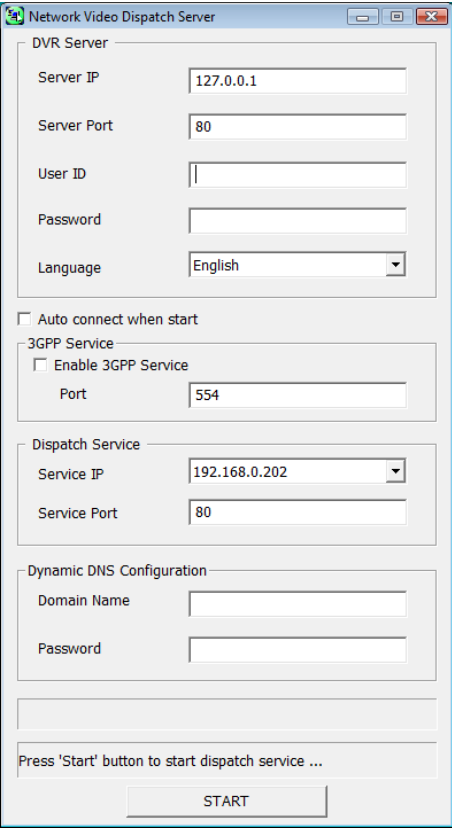 Network Video Dispatch Server
DVR Server
Server IP 127.0.0.1
Server Port 80
User ID
Password
Language English
Auto connect when start
3GPP Service
Enable 3GPP Service
Port 554
Dispatch Service
Service IP 192.168.0.202
Service Port 80
Dynamic DNS Configuration
Domain Name
Password
Press 'Start' button to start dispatch service ...
START